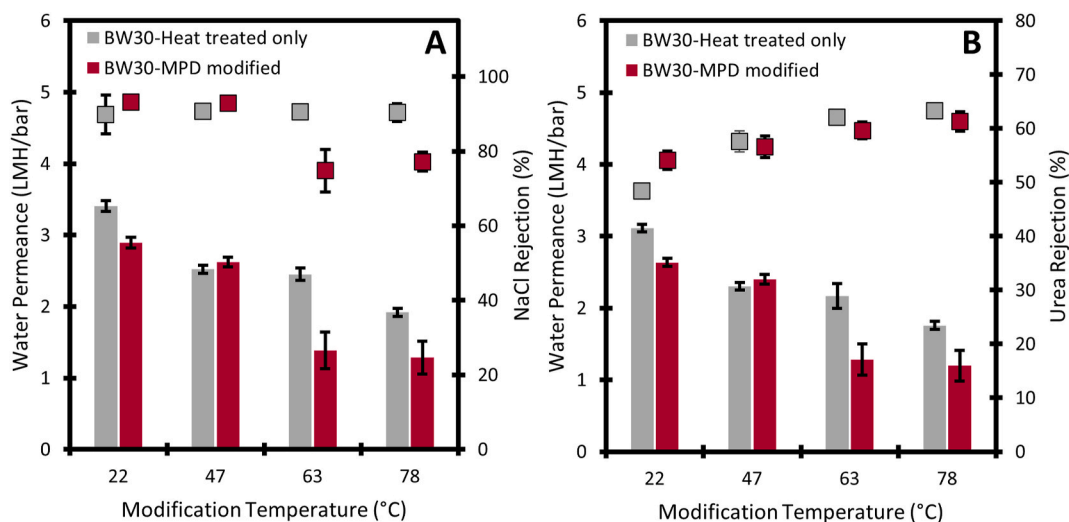 A
BW30-Heat treated only
BW30-MPD modified
Water Permeance (LMH/bar)
6
5
4
3
2
1
0
100
80
60
40
20
0
NaCl Rejection (%)
22 47 63 78
Modification Temperature (°C)
B
BW30-Heat treated only
BW30-MPD modified
Water Permeance (LMH/bar)
6
5
4
3
2
1
0
80
70
60
50
40
30
20
10
0
Urea Rejection (%)
22 47 63 78
Modification Temperature (°C)